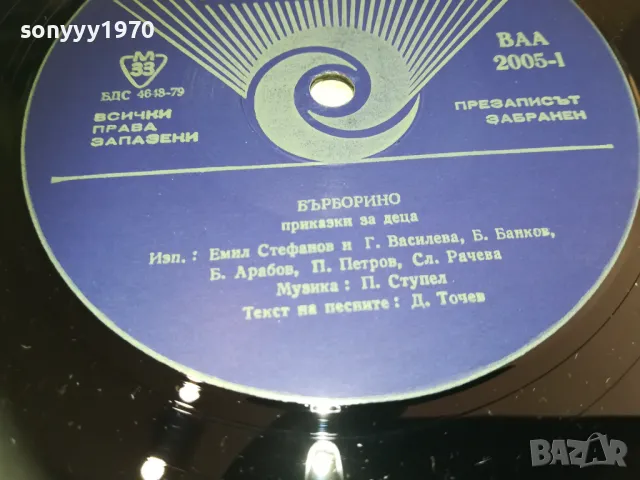 sonyyy1970
М
33
БДС 4648-79
ВСИЧКИ
ПРАВА
ЗАПАЗЕНИ
ВАА
2005-1
ПРЕЗАПИСЪТ
ЗАБРАНЕН
БЪРБОРИНО
приказки за деца
Изп.: Емил Стефанов и Г. Василева, Б. Банков,
Б. Арабов, П. Петров, Сл. Рачева
Музика: П. Ступел
Текст на песните: Д. Точев
BAZAR